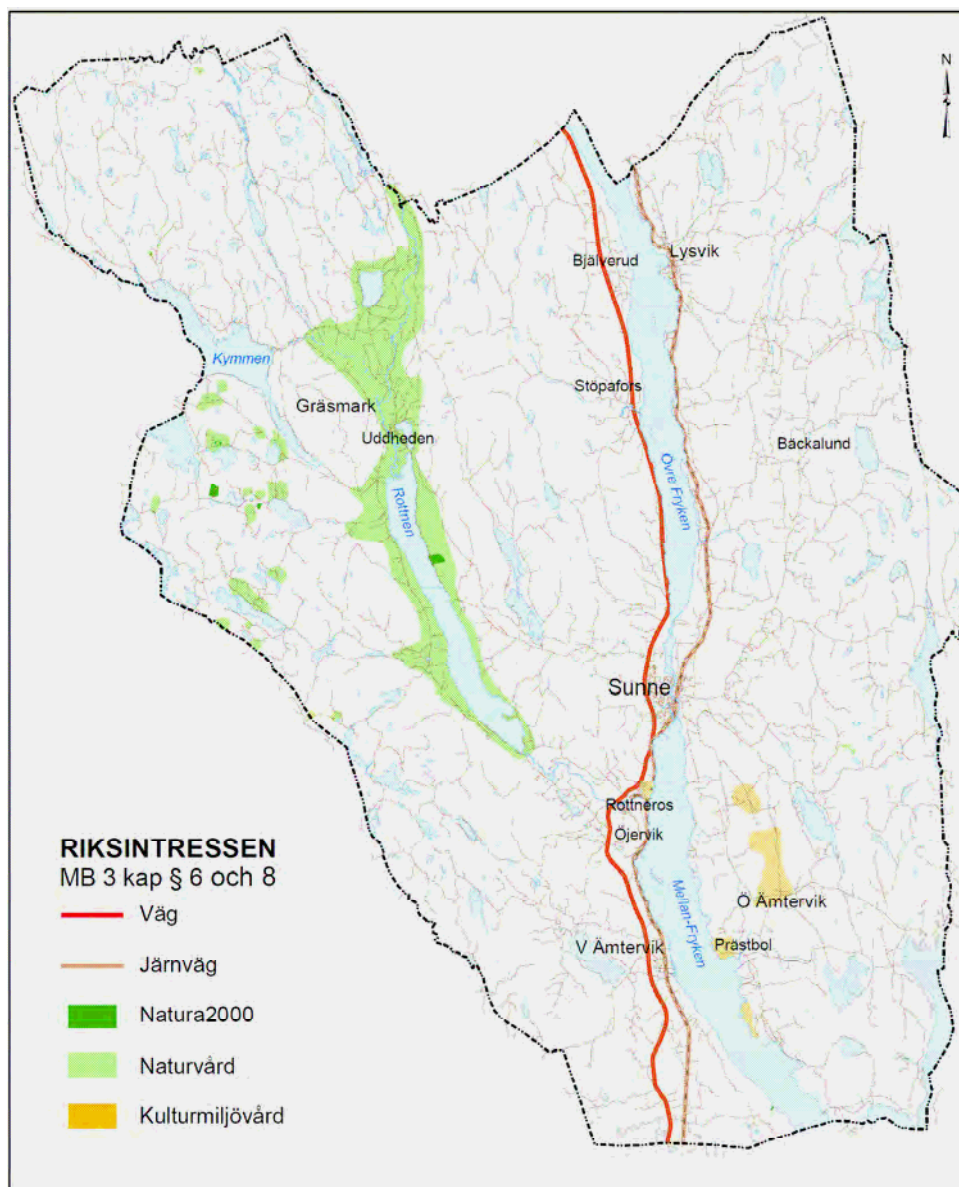 N
Lysvik
Bjälverud
Kymmen
Stöpafors
Gräsmark
Uddheden
Bäckalund
Övre Fryken
Rottnen
Sunne
Rottneros
Öjervik
Mellan-Fryken
Ö Ämtervik
V Ämtervik
Prästbol
RIKSINTRESSEN
MB 3 kap § 6 och 8
Väg
Järnväg
Natura2000
Naturvård
Kulturmiljövård